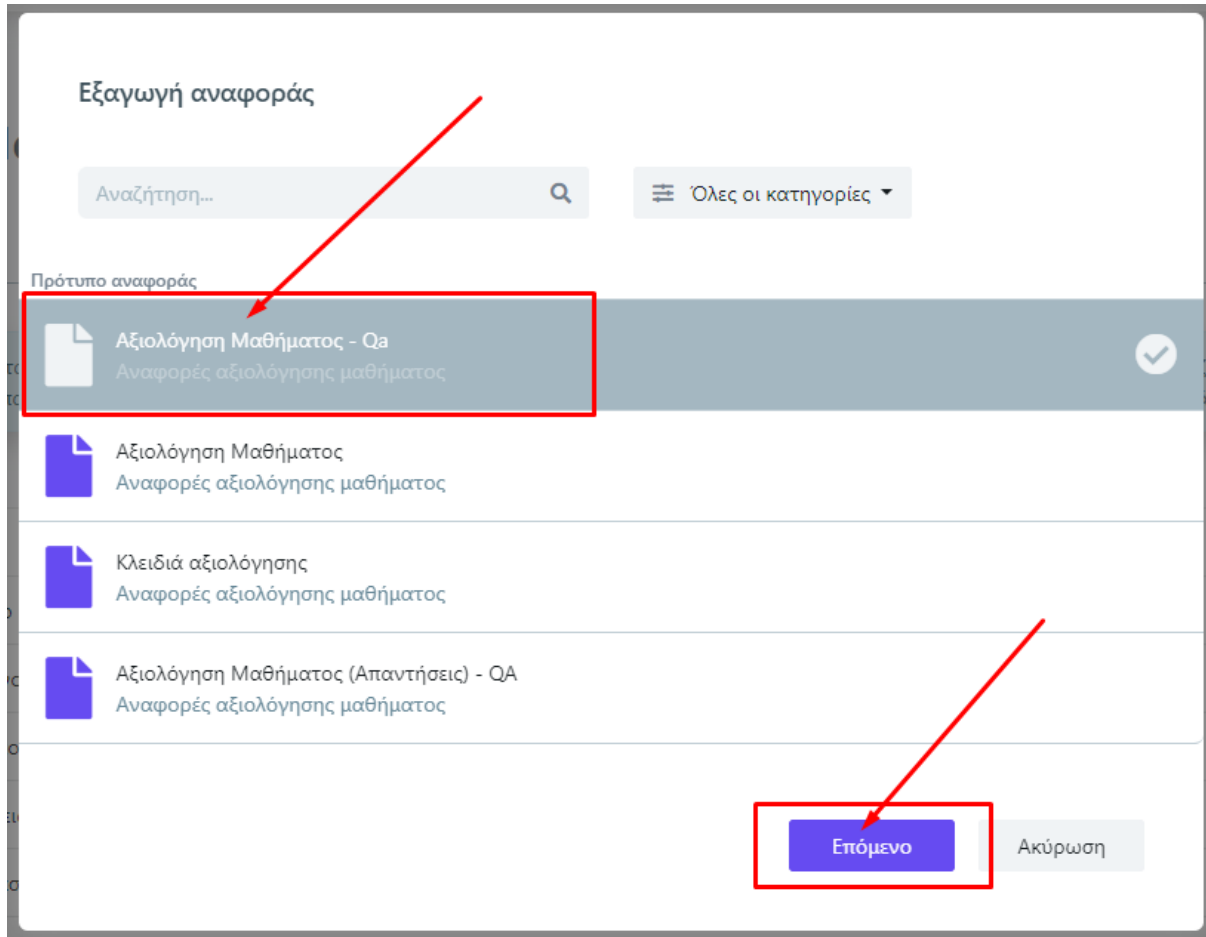 Εξαγωγή αναφοράς
Αναζήτηση...
Όλες οι κατηγορίες
Πρότυπο αναφοράς
Αξιολόγηση Μαθήματος - Qa
Αναφορές αξιολόγησης μαθήματος
Αξιολόγηση Μαθήματος
Αναφορές αξιολόγησης μαθήματος
Κλειδιά αξιολόγησης
Αναφορές αξιολόγησης μαθήματος
Αξιολόγηση Μαθήματος (Απαντήσεις) - QA
Αναφορές αξιολόγησης μαθήματος
Επόμενο
Ακύρωση